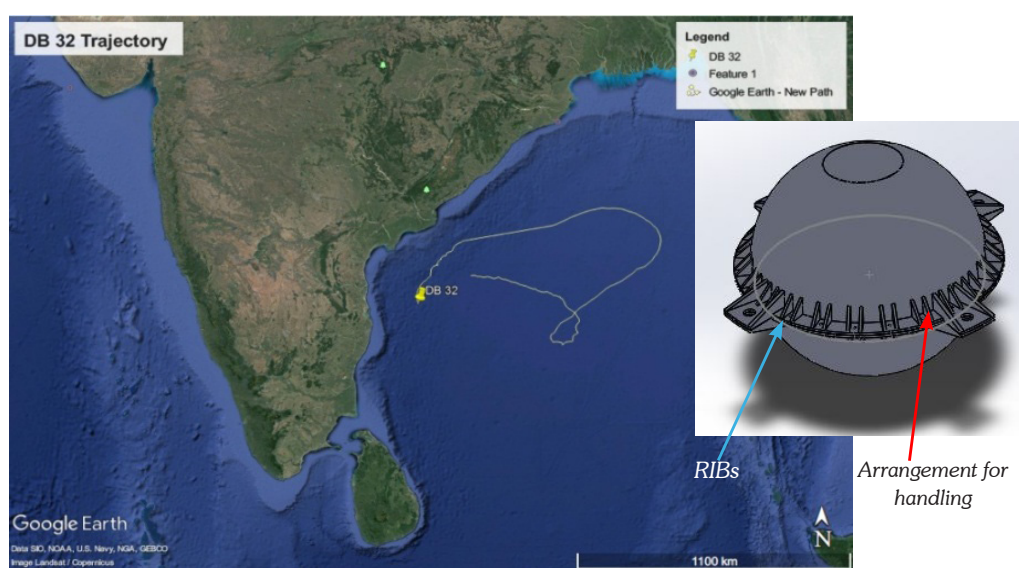 DB 32 Trajectory
Legend
DB 32
Feature 1
Google Earth - New Path
DB 32
RIBs
Arrangement for
handling
Google Earth
Data SIO, NOAA, U.S. Navy, NGA, GEBCO
Image Landsat / Copernicus
N
1100 km